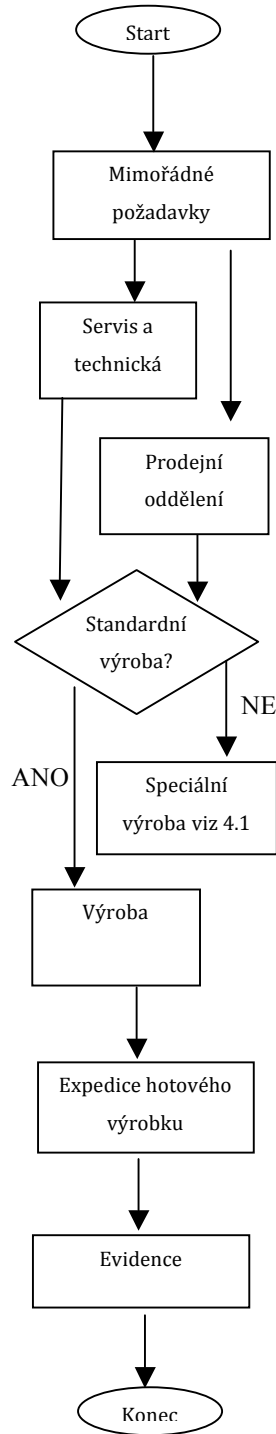 Start
Mimořádné
požadavky
Servis a
technická
Prodejní
oddělení
Standardní
výroba?
NE
ANO
Speciální
výroba viz 4.1
Výroba
Expedice hotového
výrobku
Evidence
Konec